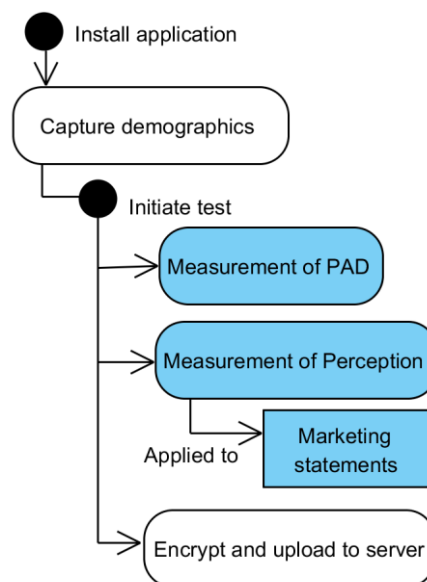 Install application
Capture demographics
Initiate test
Measurement of PAD
Measurement of Perception
Applied to
Marketing
statements
Encrypt and upload to server